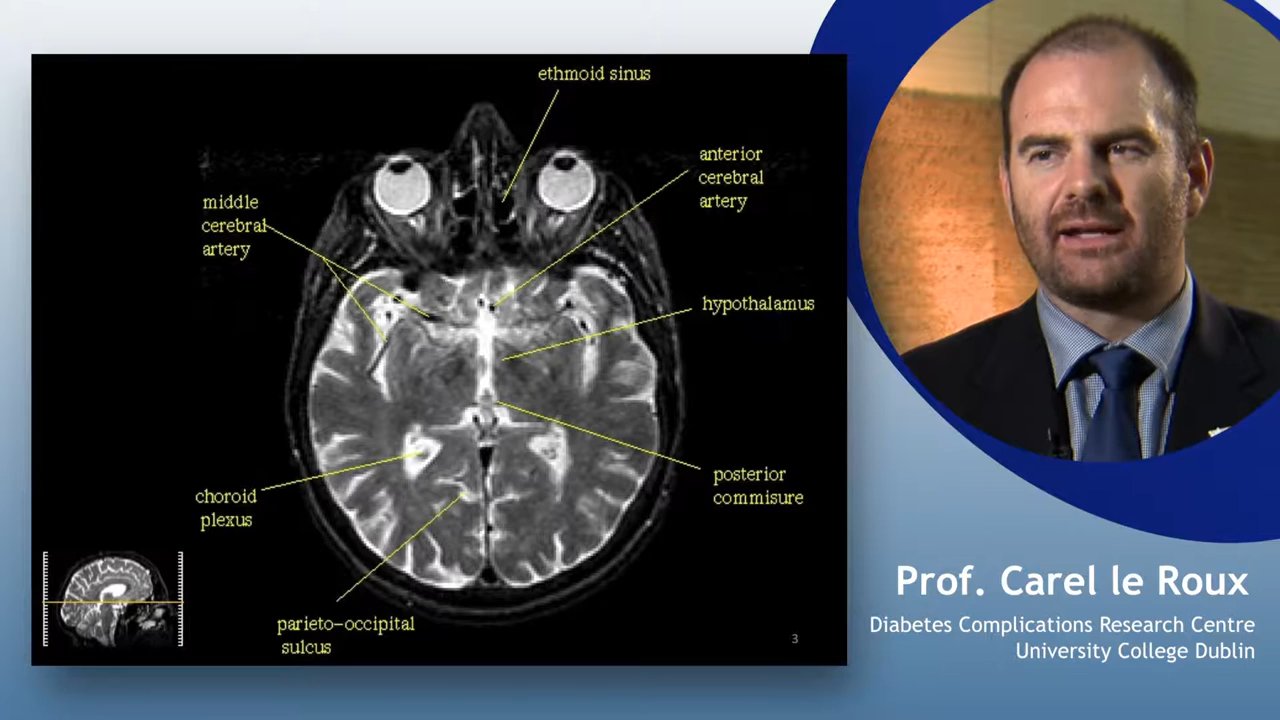 ethmoid sinus
anterior
cerebral
artery
middle
cerebral
artery
hypothalamus
posterior
commisure
choroid
plexus
parieto-occipital
sulcus
3
Prof. Carel le Roux
Diabetes Complications Research Centre
University College Dublin